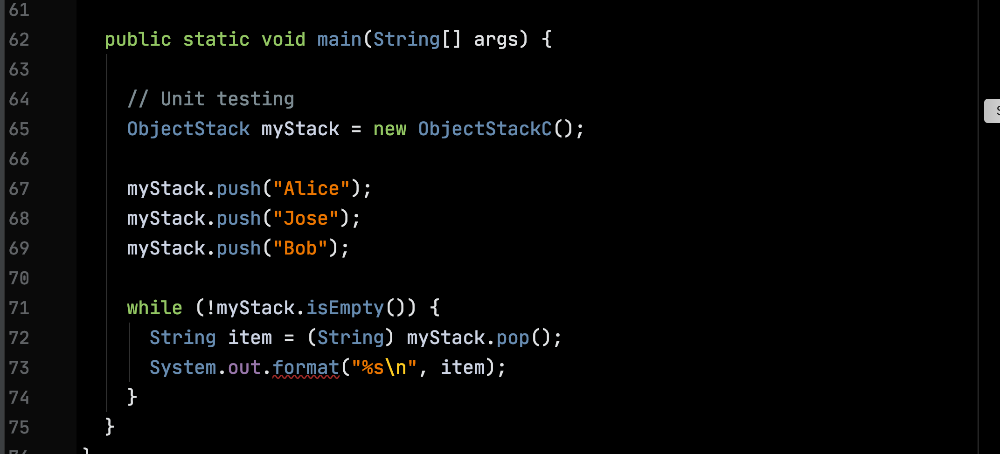 61
62 public static void main(String[] args) {
63
64 // Unit testing
65 ObjectStack myStack = new ObjectStackC();
66
67 myStack.push("Alice");
68 myStack.push("Jose");
69 myStack.push("Bob");
70
71 while (!myStack.isEmpty()) {
72 String item = (String) myStack.pop();
73 System.out.format("%s\n", item);
74 }
75 }